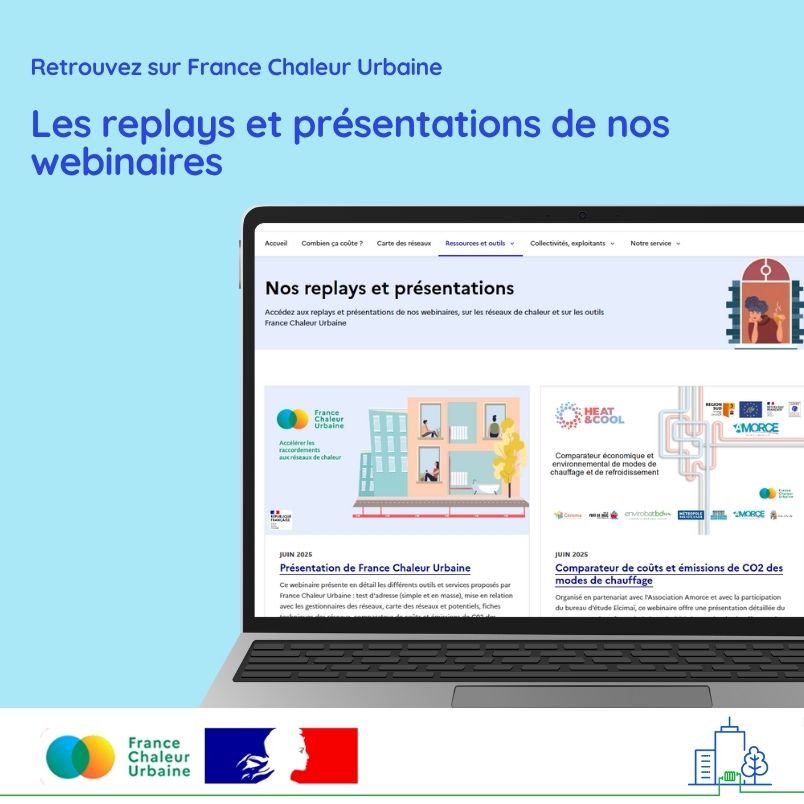 Retrouvez sur France Chaleur Urbaine
Les replays et présentations de nos
webinaires
Accueil Combien ça coûte ? Carte des réseaux Ressources et outils Collectivités, exploitants Notre service
Nos replays et présentations
Accédez aux replays et présentations de nos webinaires, sur les réseaux de chaleur et sur les outils
France Chaleur Urbaine
France
Chaleur
Urbaine
Accélérer les
raccordements
aux réseaux de chaleur
RÉPUBLIQUE
FRANÇAISE
HEAT
&COOL
RÉGION
SUD
AMORCE
Comparateur économique et
environnemental de modes de
chauffage et de refroidissement
France
Chaleur
Urbaine
Cerema
envirobatbdm
MÉTROPOLE
AMORCE
JUIN 2025
Présentation de France Chaleur Urbaine
Ce webinaire présente en détail les différents outils et services proposés par
France Chaleur Urbaine : test d'adresse (simple et en masse), mise en relation
avec les gestionnaires des réseaux, carte des réseaux et potentiels, fiches
JUIN 2025
Comparateur de coûts et émissions de CO2 des
modes de chauffage
Organisé en partenariat avec l'Association Amorce et avec la participation
du bureau d'étude Elcimaï, ce webinaire offre une présentation détaillée du
France
Chaleur
Urbaine